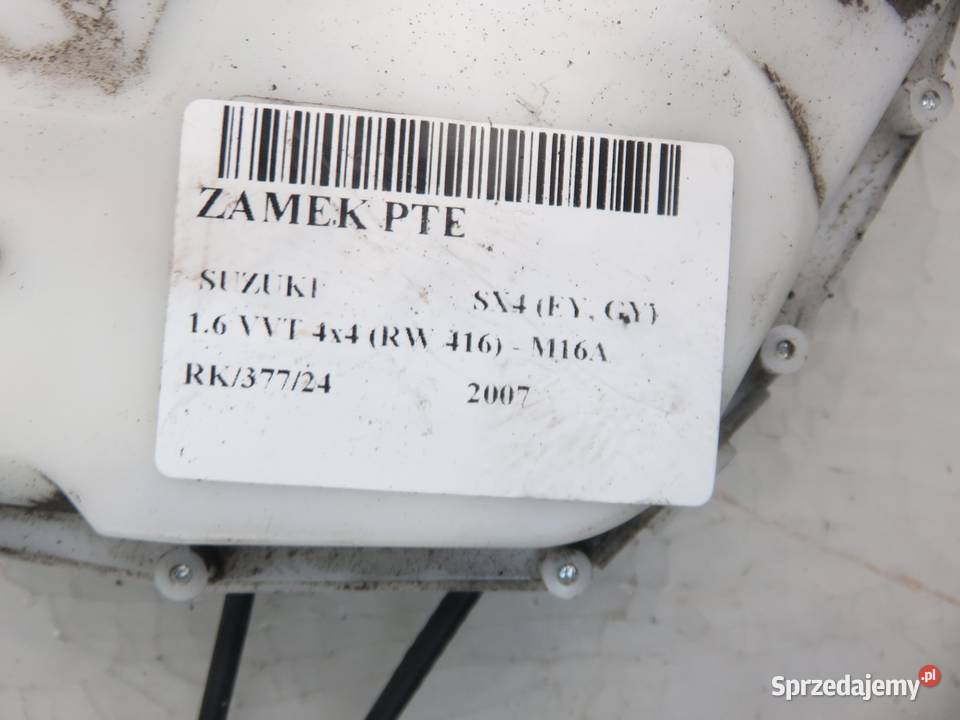 ZAMEK PTE
SUZUKI SX4 (EY, GY)
1.6 VVT 4x4 (RW 416) - M16A
RK/377/24 2007
Sprzedajemy.pl